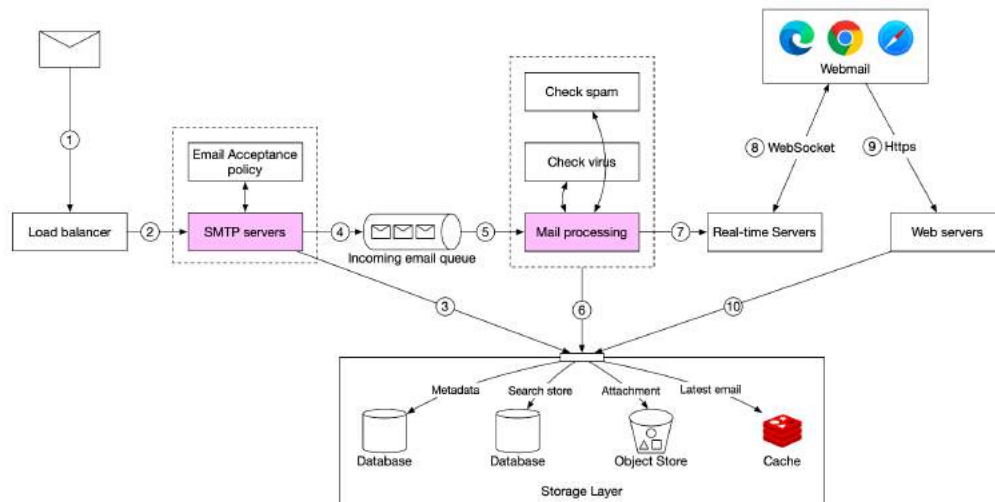 Webmail
Check spam
1
8 WebSocket
9 Https
Email Acceptance
policy
Check virus
Load balancer
2
SMTP servers
4
5
Mail processing
7
Real-time Servers
Web servers
Incoming email queue
3
6
10
Metadata
Search store
Attachment
Latest email
Database
Database
Object Store
Cache
Storage Layer